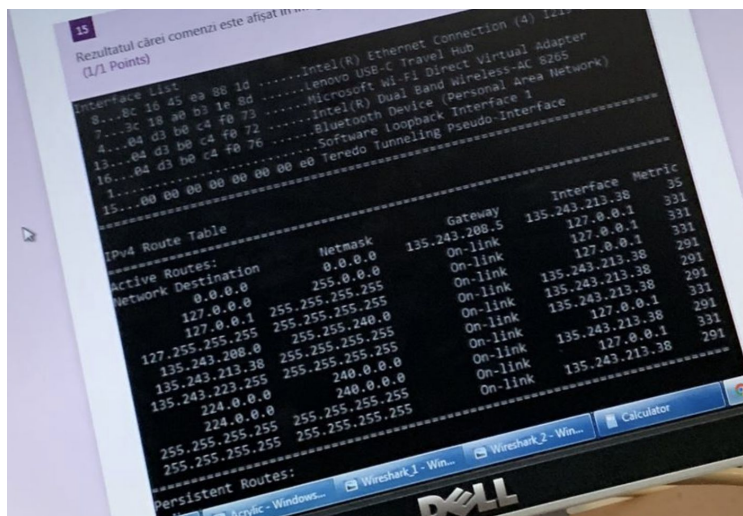 15
Rezultatul cărei comenzi este afișat în
(1/1 Points)
Interface List
8...8c 16 45 ea 88 1d ......Intel(R) Ethernet Connection (4)
7...3c 18 a0 b3 1e 8d ......Lenovo USB-C Travel Hub
4...04 d3 b0 c4 f0 73 ......Microsoft Wi-Fi Direct Virtual Adapter
13...04 d3 b0 c4 f0 72 ......Intel(R) Dual Band Wireless-AC 8265
16...04 d3 b0 c4 f0 76 ......Bluetooth Device (Personal Area Network)
1...........................Software Loopback Interface 1
15...00 00 00 00 00 00 00 e0 Teredo Tunneling Pseudo-Interface
IPv4 Route Table
Active Routes:
Network Destination Netmask Gateway Interface Metric
0.0.0.0 0.0.0.0 135.243.208.5 135.243.213.38 35
127.0.0.0 255.0.0.0 On-link 127.0.0.1 331
127.0.0.1 255.255.255.255 On-link 127.0.0.1 331
127.255.255.255 255.255.255.255 On-link 127.0.0.1 331
135.243.208.0 255.255.240.0 On-link 135.243.213.38 291
135.243.213.38 255.255.255.255 On-link 135.243.213.38 291
135.243.223.255 255.255.255.255 On-link 135.243.213.38 291
224.0.0.0 240.0.0.0 On-link 127.0.0.1 331
224.0.0.0 240.0.0.0 On-link 135.243.213.38 291
255.255.255.255 255.255.255.255 On-link 127.0.0.1 331
255.255.255.255 255.255.255.255 On-link 135.243.213.38 291
Persistent Routes:
Acrylic - Windows... Wireshark_1 - Win... Wireshark_2 - Win... Calculator
DELL